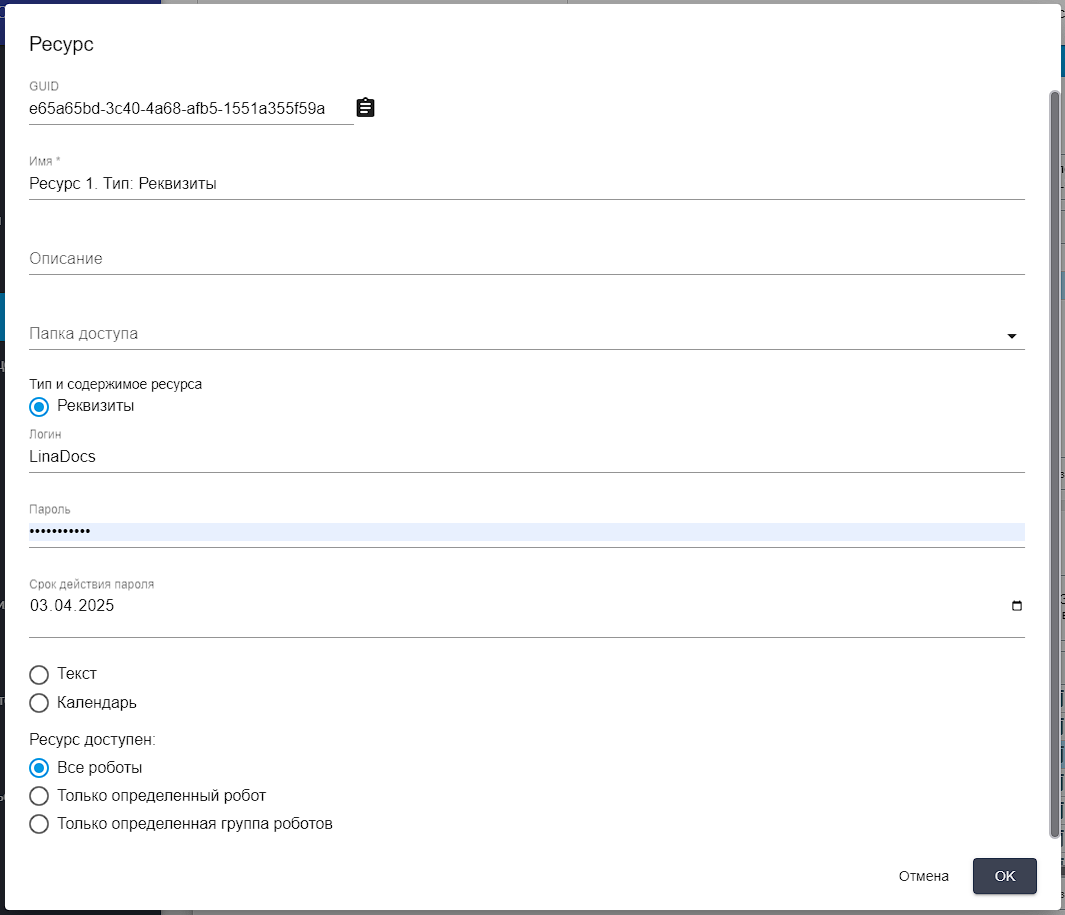 Ресурс
GUID
e65a65bd-3c40-4a68-afb5-1551a355f59a
Имя *
Ресурс 1. Тип: Реквизиты
Описание
Папка доступа
Тип и содержимое ресурса
Реквизиты
Логин
LinaDocs
Пароль
•••••••••••
Срок действия пароля
03.04.2025
Текст
Календарь
Ресурс доступен:
Все роботы
Только определенный робот
Только определенная группа роботов
Отмена
OK